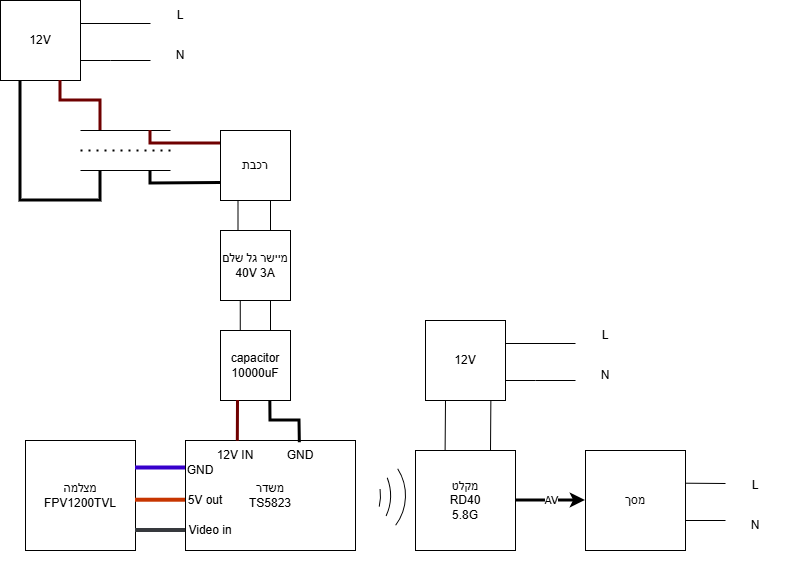 12V
L
N
רכבת
מיישר גל שלם
40V 3A
capacitor
10000uF
12V IN
GND
GND
5V out
Video in
משדר
TS5823
מצלמה
FPV1200TVL
12V
L
N
מקלט
RD40
5.8G
AV
מסך
L
N